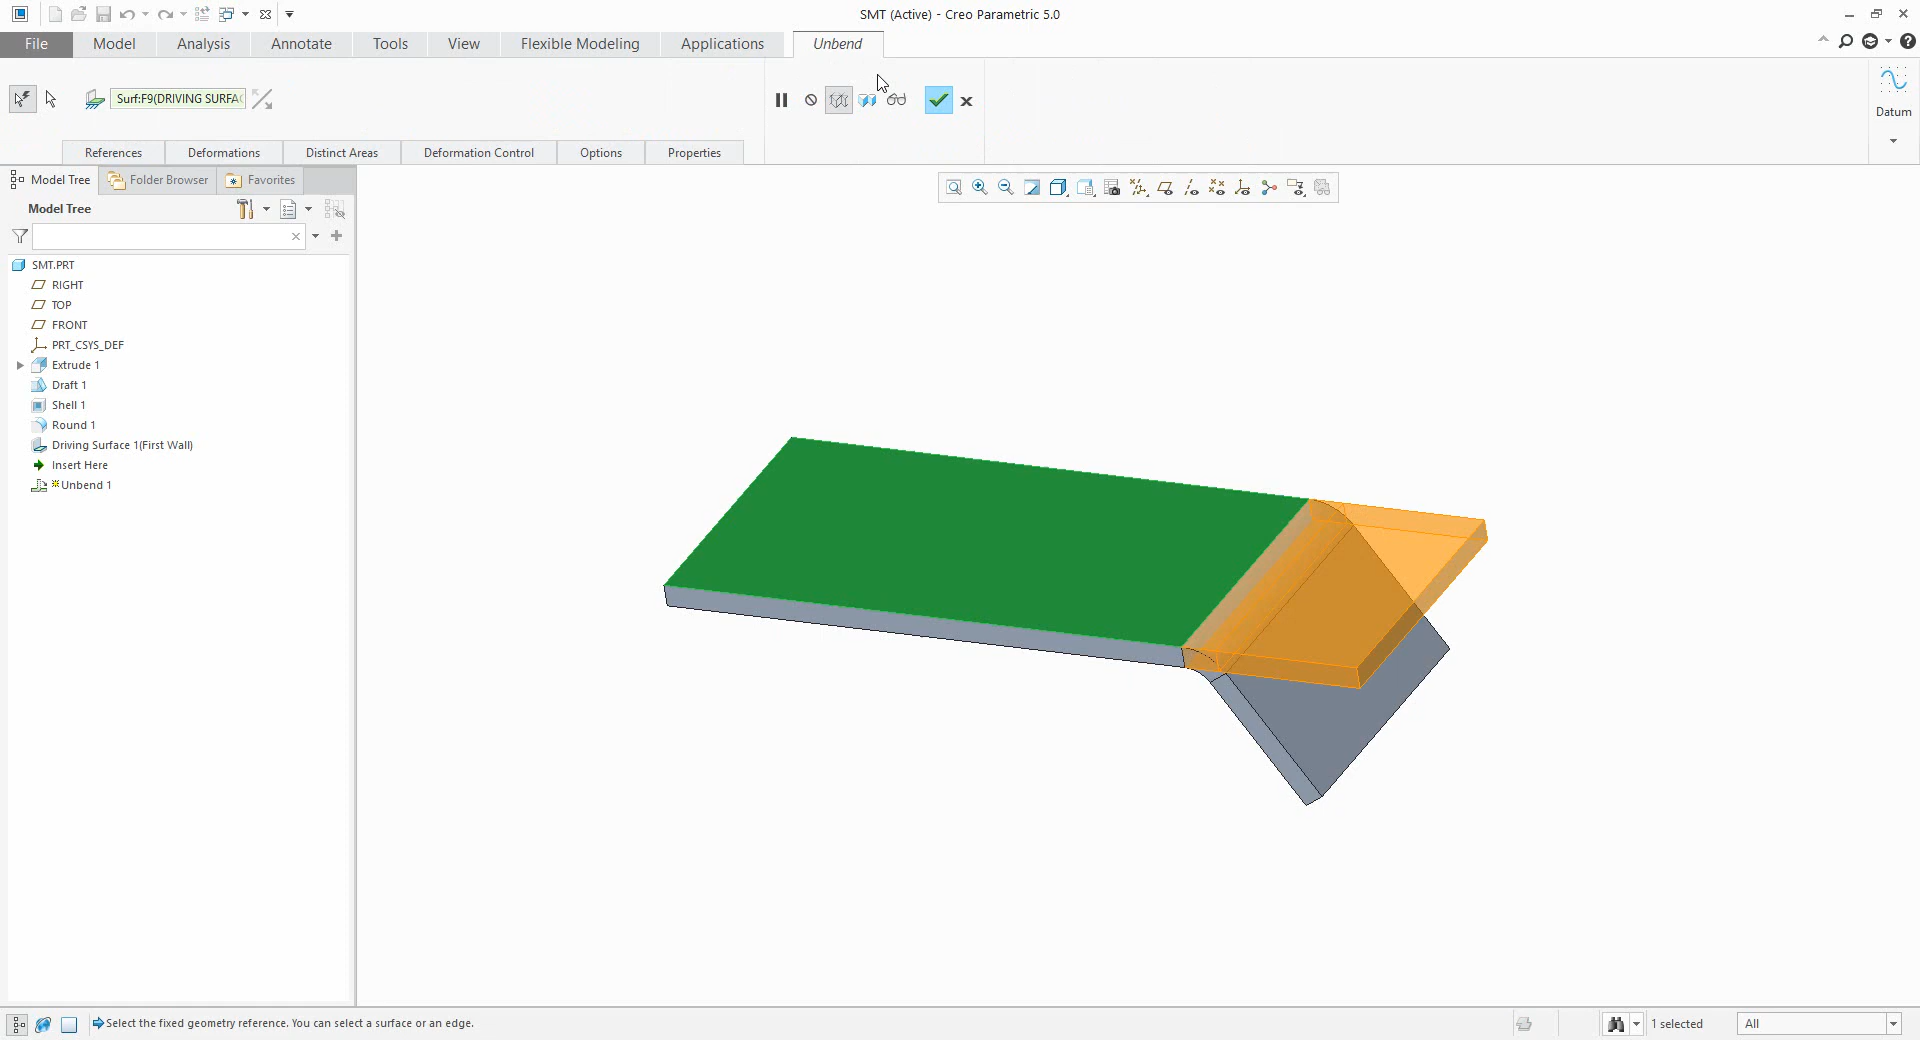 SMT (Active) - Creo Parametric 5.0
File Model Analysis Annotate Tools View Flexible Modeling Applications Unbend
Surf:F9(DRIVING SURFAC
Datum
References Deformations Distinct Areas Deformation Control Options Properties
Model Tree Folder Browser Favorites
Model Tree
SMT.PRT
RIGHT
TOP
FRONT
PRT_CSYS_DEF
Extrude 1
Draft 1
Shell 1
Round 1
Driving Surface 1(First Wall)
Insert Here
Unbend 1
Select the fixed geometry reference. You can select a surface or an edge.
1 selected
All